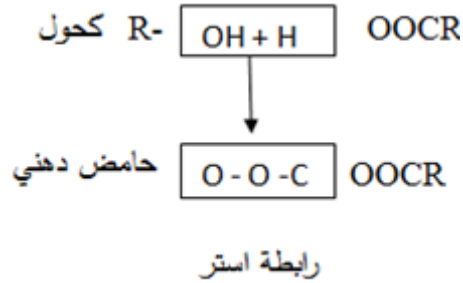 كحول R- OH + H OOCR
حامض دهني O - O -C OOCR
رابطة استر